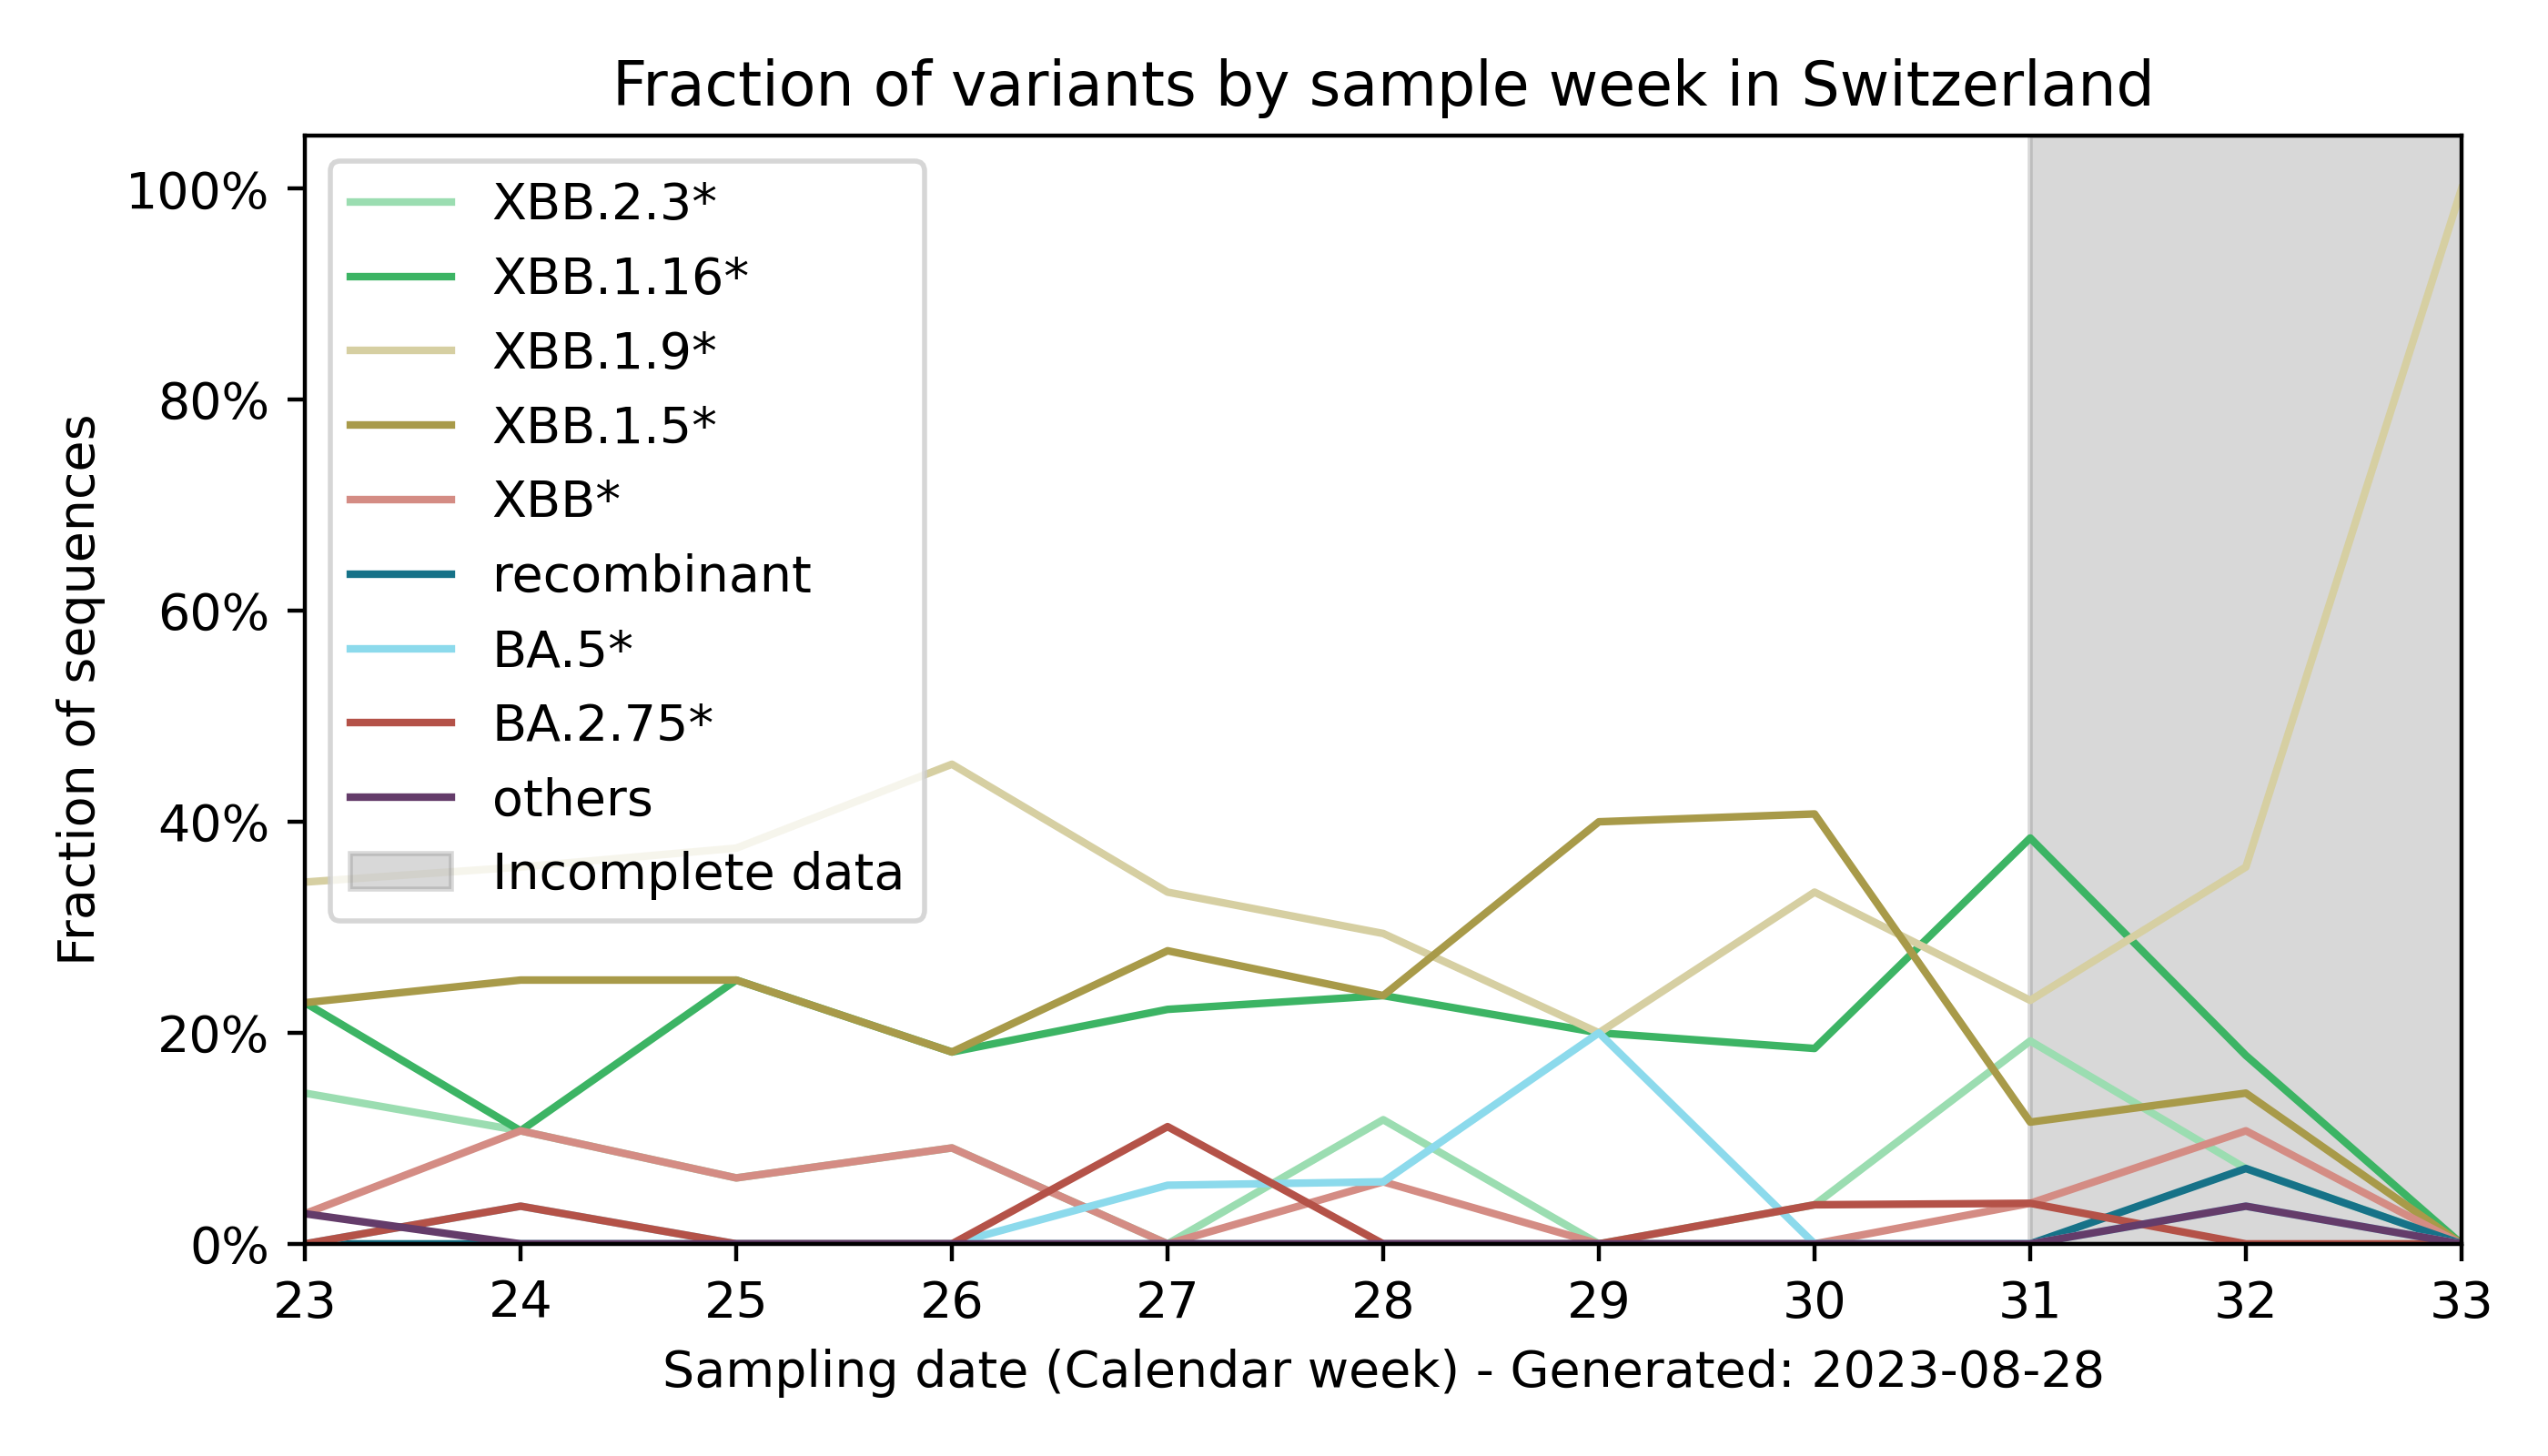 Fraction of variants by sample week in Switzerland
Fraction of sequences
100%
80%
60%
40%
20%
0%
XBB.2.3*
XBB.1.16*
XBB.1.9*
XBB.1.5*
XBB*
recombinant
BA.5*
BA.2.75*
others
Incomplete data
23 24 25 26 27 28 29 30 31 32 33
Sampling date (Calendar week) - Generated: 2023-08-28